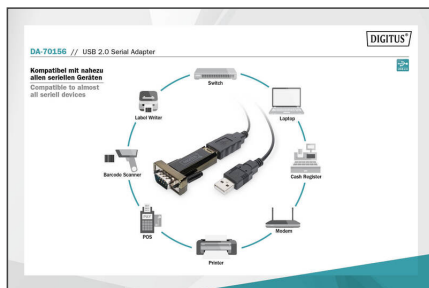 DIGITUS®
DA-70156 // USB 2.0 Serial Adapter
Kompatibel mit nahezu
allen seriellen Geräten
Compatible to almost
all seriell devices
Switch
Label Writer
Laptop
Barcode Scanner
Cash Register
POS
Modem
Printer